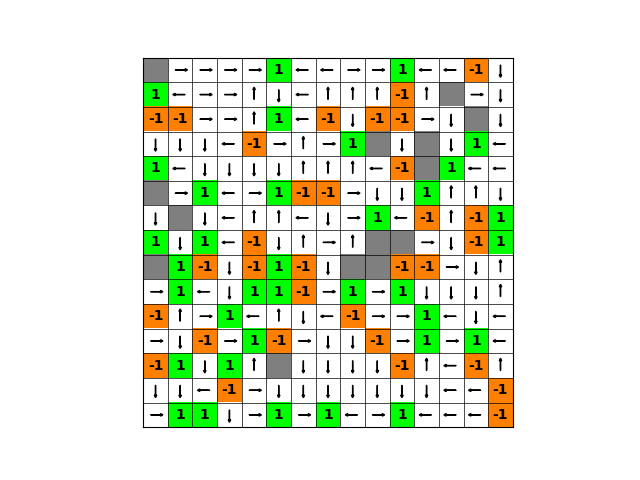 → → → → 1 ← ← → → 1 ← ← -1 ↓
1 ← → → ↑ ↓ ← ↑ ↑ ↑ -1 ↑ → ↓
-1 -1 → → ↑ 1 ← -1 ↓ -1 -1 → ↓ ↓
↓ ↓ ↓ ← -1 → ↑ → 1 ↓ ↓ 1 ←
1 ← ↓ ↓ ↓ ↓ ↑ ↑ ↑ ← -1 1 ← ←
→ 1 ← → 1 -1 -1 → ↓ ↓ 1 ↑ ↑ ↓
↓ ↓ ← ↑ ↑ ← ↓ → 1 ← -1 ↑ -1 1
1 ↓ 1 ← -1 ↓ ↑ → ↑ → ↓ -1 1
1 -1 ↓ -1 1 -1 ↓ -1 -1 → ↓ ↑
→ 1 ← ↓ 1 1 -1 → 1 → 1 ↓ ↓ ↓ ↑
-1 ↑ → 1 ← ↑ ↓ ← -1 → → 1 ← ↓ ←
→ ↓ -1 → 1 -1 → ↓ ↓ -1 → 1 → 1 ←
-1 1 ↓ 1 ↑ ↓ ↓ ↓ ↓ -1 ↑ ← -1 ↑
↓ ↓ ← -1 → ↓ ↓ ↓ ↓ ↓ ↓ ↓ ← ← -1
→ 1 1 ↓ → 1 → 1 ← → 1 ← ← ← -1